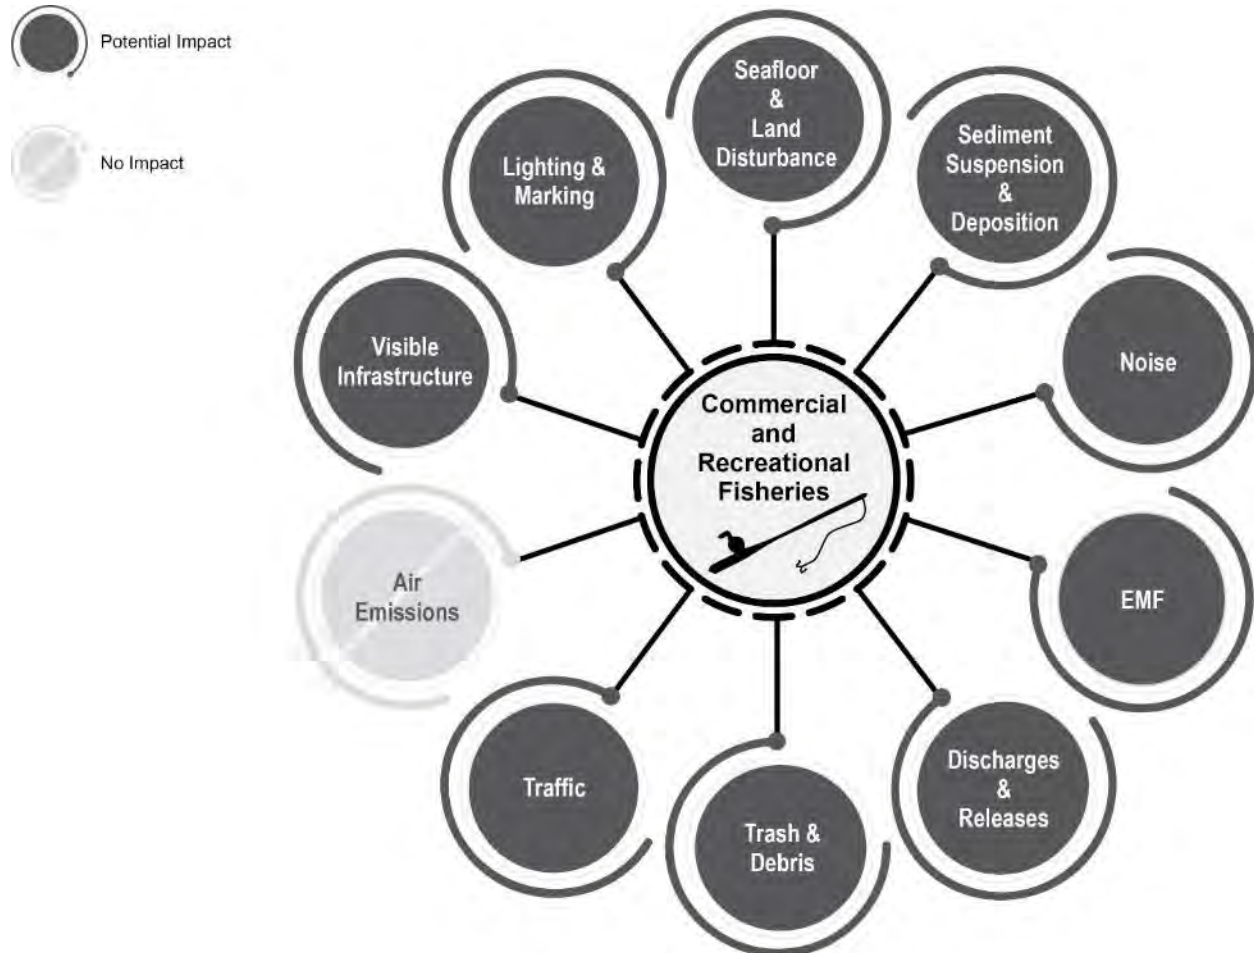 Potential Impact
No Impact
Seafloor
&
Land
Disturbance
Sediment
Suspension
&
Deposition
Noise
EMF
Discharges
&
Releases
Trash &
Debris
Traffic
Air
Emissions
Visible
Infrastructure
Lighting &
Marking
Commercial
and
Recreational
Fisheries